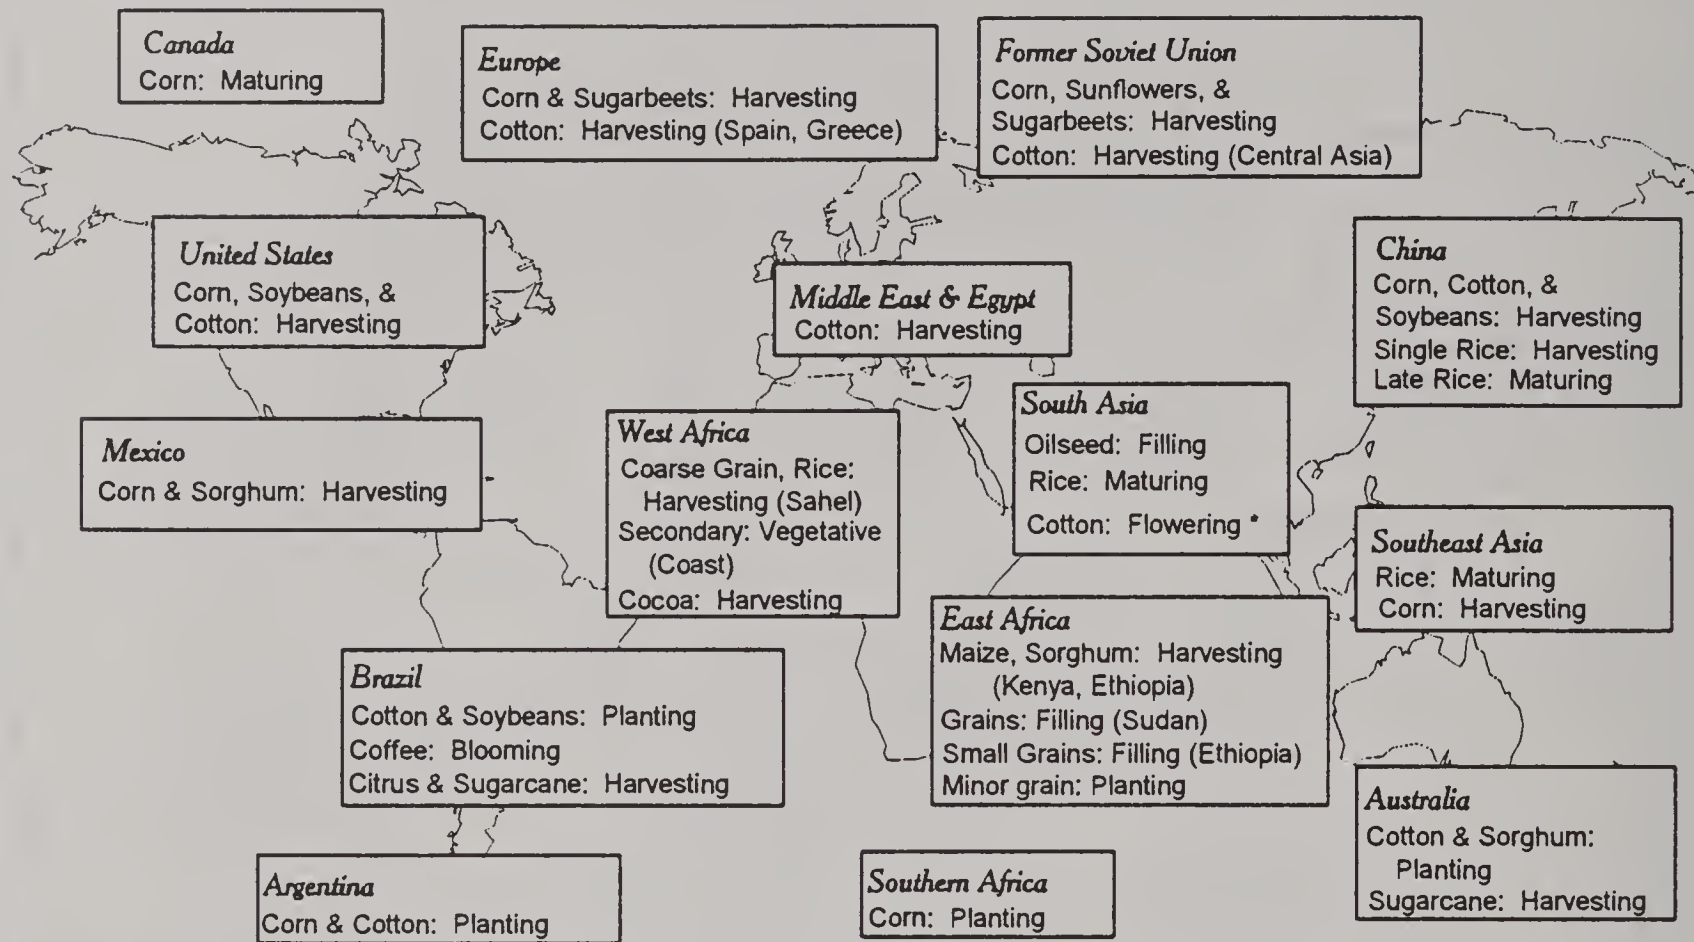 Canada
Corn: Maturing
Europe
Corn & Sugarbeets: Harvesting
Cotton: Harvesting (Spain, Greece)
Former Soviet Union
Corn, Sunflowers, &
Sugarbeets: Harvesting
Cotton: Harvesting (Central Asia)
United States
Corn, Soybeans, &
Cotton: Harvesting
Middle East & Egypt
Cotton: Harvesting
China
Corn, Cotton, &
Soybeans: Harvesting
Single Rice: Harvesting
Late Rice: Maturing
Mexico
Corn & Sorghum: Harvesting
West Africa
Coarse Grain, Rice:
Harvesting (Sahel)
Secondary: Vegetative
(Coast)
Cocoa: Harvesting
South Asia
Oilseed: Filling
Rice: Maturing
Cotton: Flowering
Southeast Asia
Rice: Maturing
Corn: Harvesting
East Africa
Maize, Sorghum: Harvesting
(Kenya, Ethiopia)
Grains: Filling (Sudan)
Small Grains: Filling (Ethiopia)
Minor grain: Planting
Brazil
Cotton & Soybeans: Planting
Coffee: Blooming
Citrus & Sugarcane: Harvesting
Australia
Cotton & Sorghum:
Planting
Sugarcane: Harvesting
Argentina
Corn & Cotton: Planting
Southern Africa
Corn: Planting